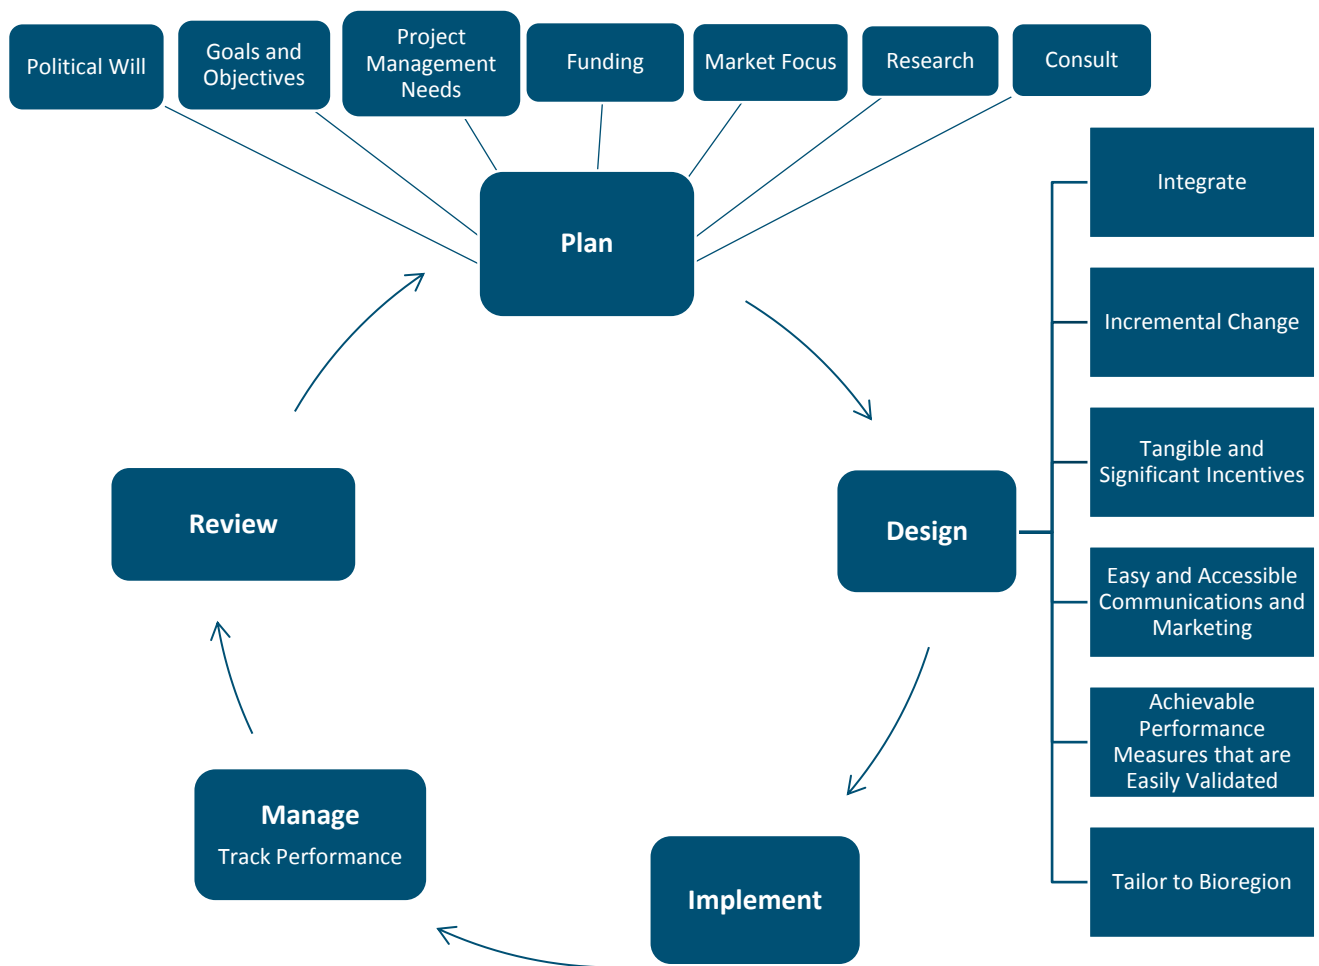 Political Will
Goals and
Objectives
Project
Management
Needs
Funding
Market Focus
Research
Consult
Plan
Integrate
Incremental Change
Tangible and
Significant Incentives
Review
Design
Easy and Accessible
Communications and
Marketing
Achievable
Performance
Measures that are
Easily Validated
Manage
Track Performance
Implement
Tailor to Bioregion